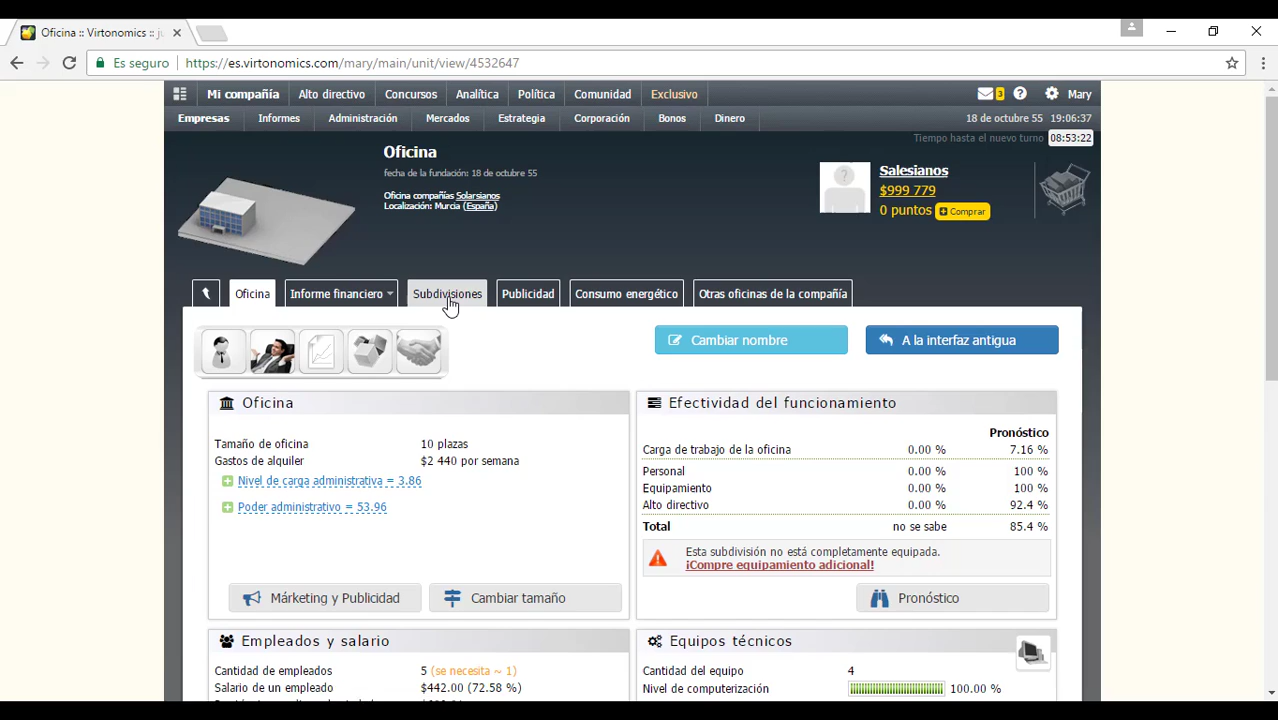 Oficina :: Virtonomics :: ju
Es seguro https://es.virtonomics.com/mary/main/unit/view/4532647
Mi compañía Alto directivo Concursos Analítica Política Comunidad Exclusivo 3 Mary
Empresas Informes Administración Mercados Estrategia Corporación Bonos Dinero 18 de octubre 55 19:06:37
Tiempo hasta el nuevo turno 08:53:22
Oficina
fecha de la fundación: 18 de octubre 55
Oficina compañías Solarsianos
Localización: Murcia (España)
Salesianos
$999 779
0 puntos Comprar
Oficina Informe financiero Subdivisiones Publicidad Consumo energético Otras oficinas de la compañía
Cambiar nombre A la interfaz antigua
Oficina
Tamaño de oficina 10 plazas
Gastos de alquiler $2 440 por semana
Nivel de carga administrativa = 3.86
Poder administrativo = 53.96
Márketing y Publicidad Cambiar tamaño
Efectividad del funcionamiento
Pronóstico
Carga de trabajo de la oficina 0.00 % 7.16 %
Personal 0.00 % 100 %
Equipamiento 0.00 % 100 %
Alto directivo 0.00 % 92.4 %
Total no se sabe 85.4 %
Esta subdivisión no está completamente equipada.
¡Compre equipamiento adicional!
Pronóstico
Empleados y salario
Cantidad de empleados 5 (se necesita ~ 1)
Salario de un empleado $442.00 (72.58 %)
Equipos técnicos
Cantidad del equipo 4
Nivel de computerización 100.00 %